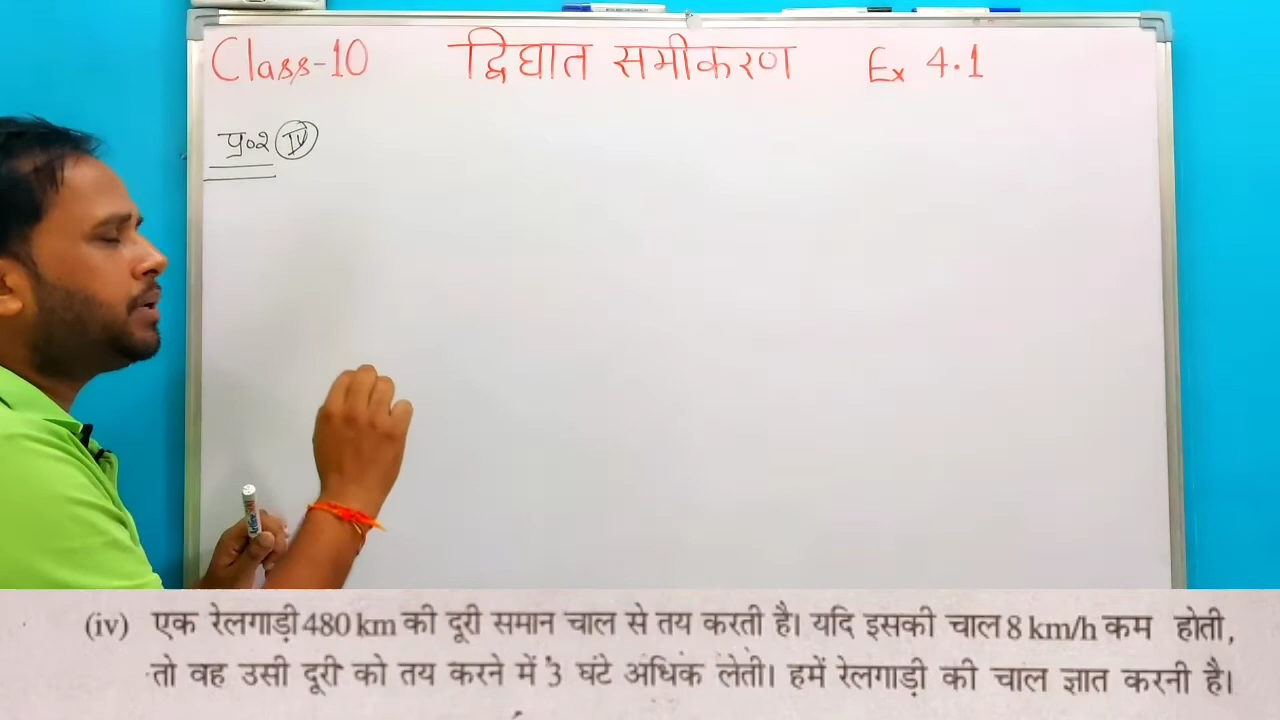 Class-10 द्विघात समीकरण Ex 4.1
प्र०२ (IV)
(iv) एक रेलगाड़ी 480 km की दूरी समान चाल से तय करती है। यदि इसकी चाल 8 km/h कम होती,
तो वह उसी दूरी को तय करने में 3 घंटे अधिक लेती। हमें रेलगाड़ी की चाल ज्ञात करनी है।